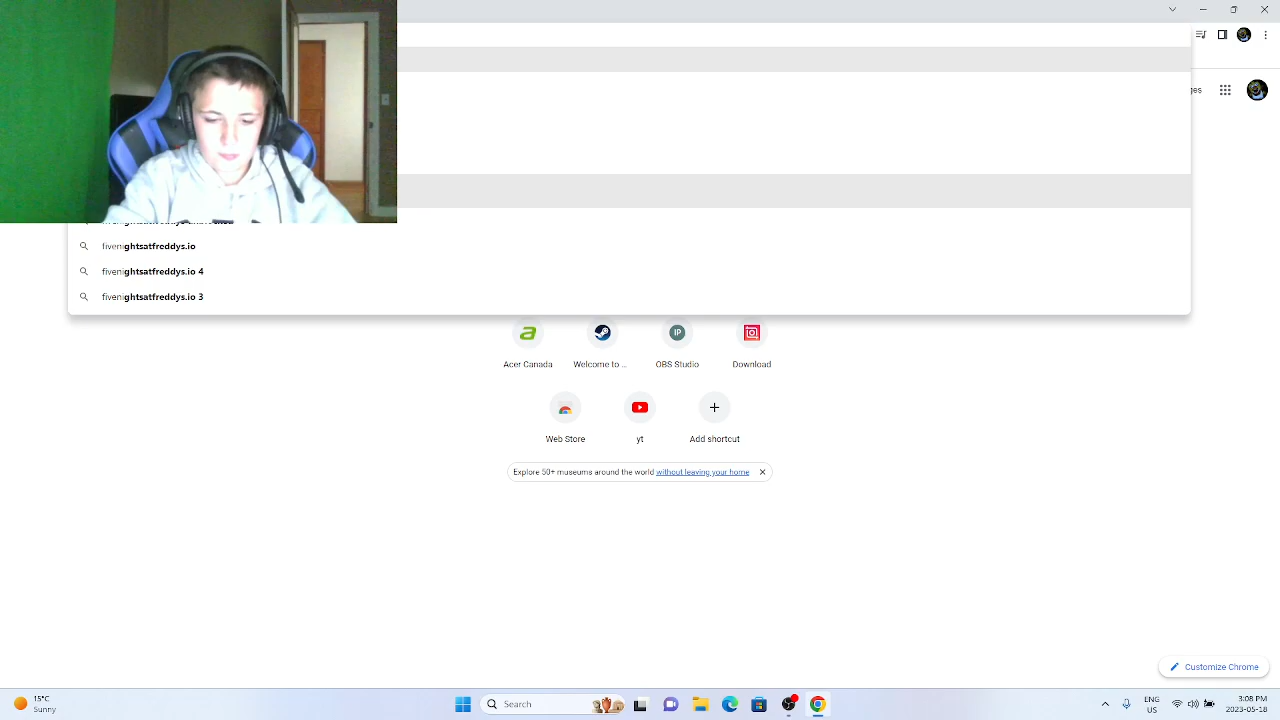 ges
fivenightsatfreddys.io
fivenightsatfreddys.io 4
fivenightsatfreddys.io 3
IP
Acer Canada
Welcome to ...
OBS Studio
Download
Web Store
yt
Add shortcut
Explore 50+ museums around the world without leaving your home
Customize Chrome
15°C
Sunny
Search
ENG
US
3:08 PM
2023-05-18